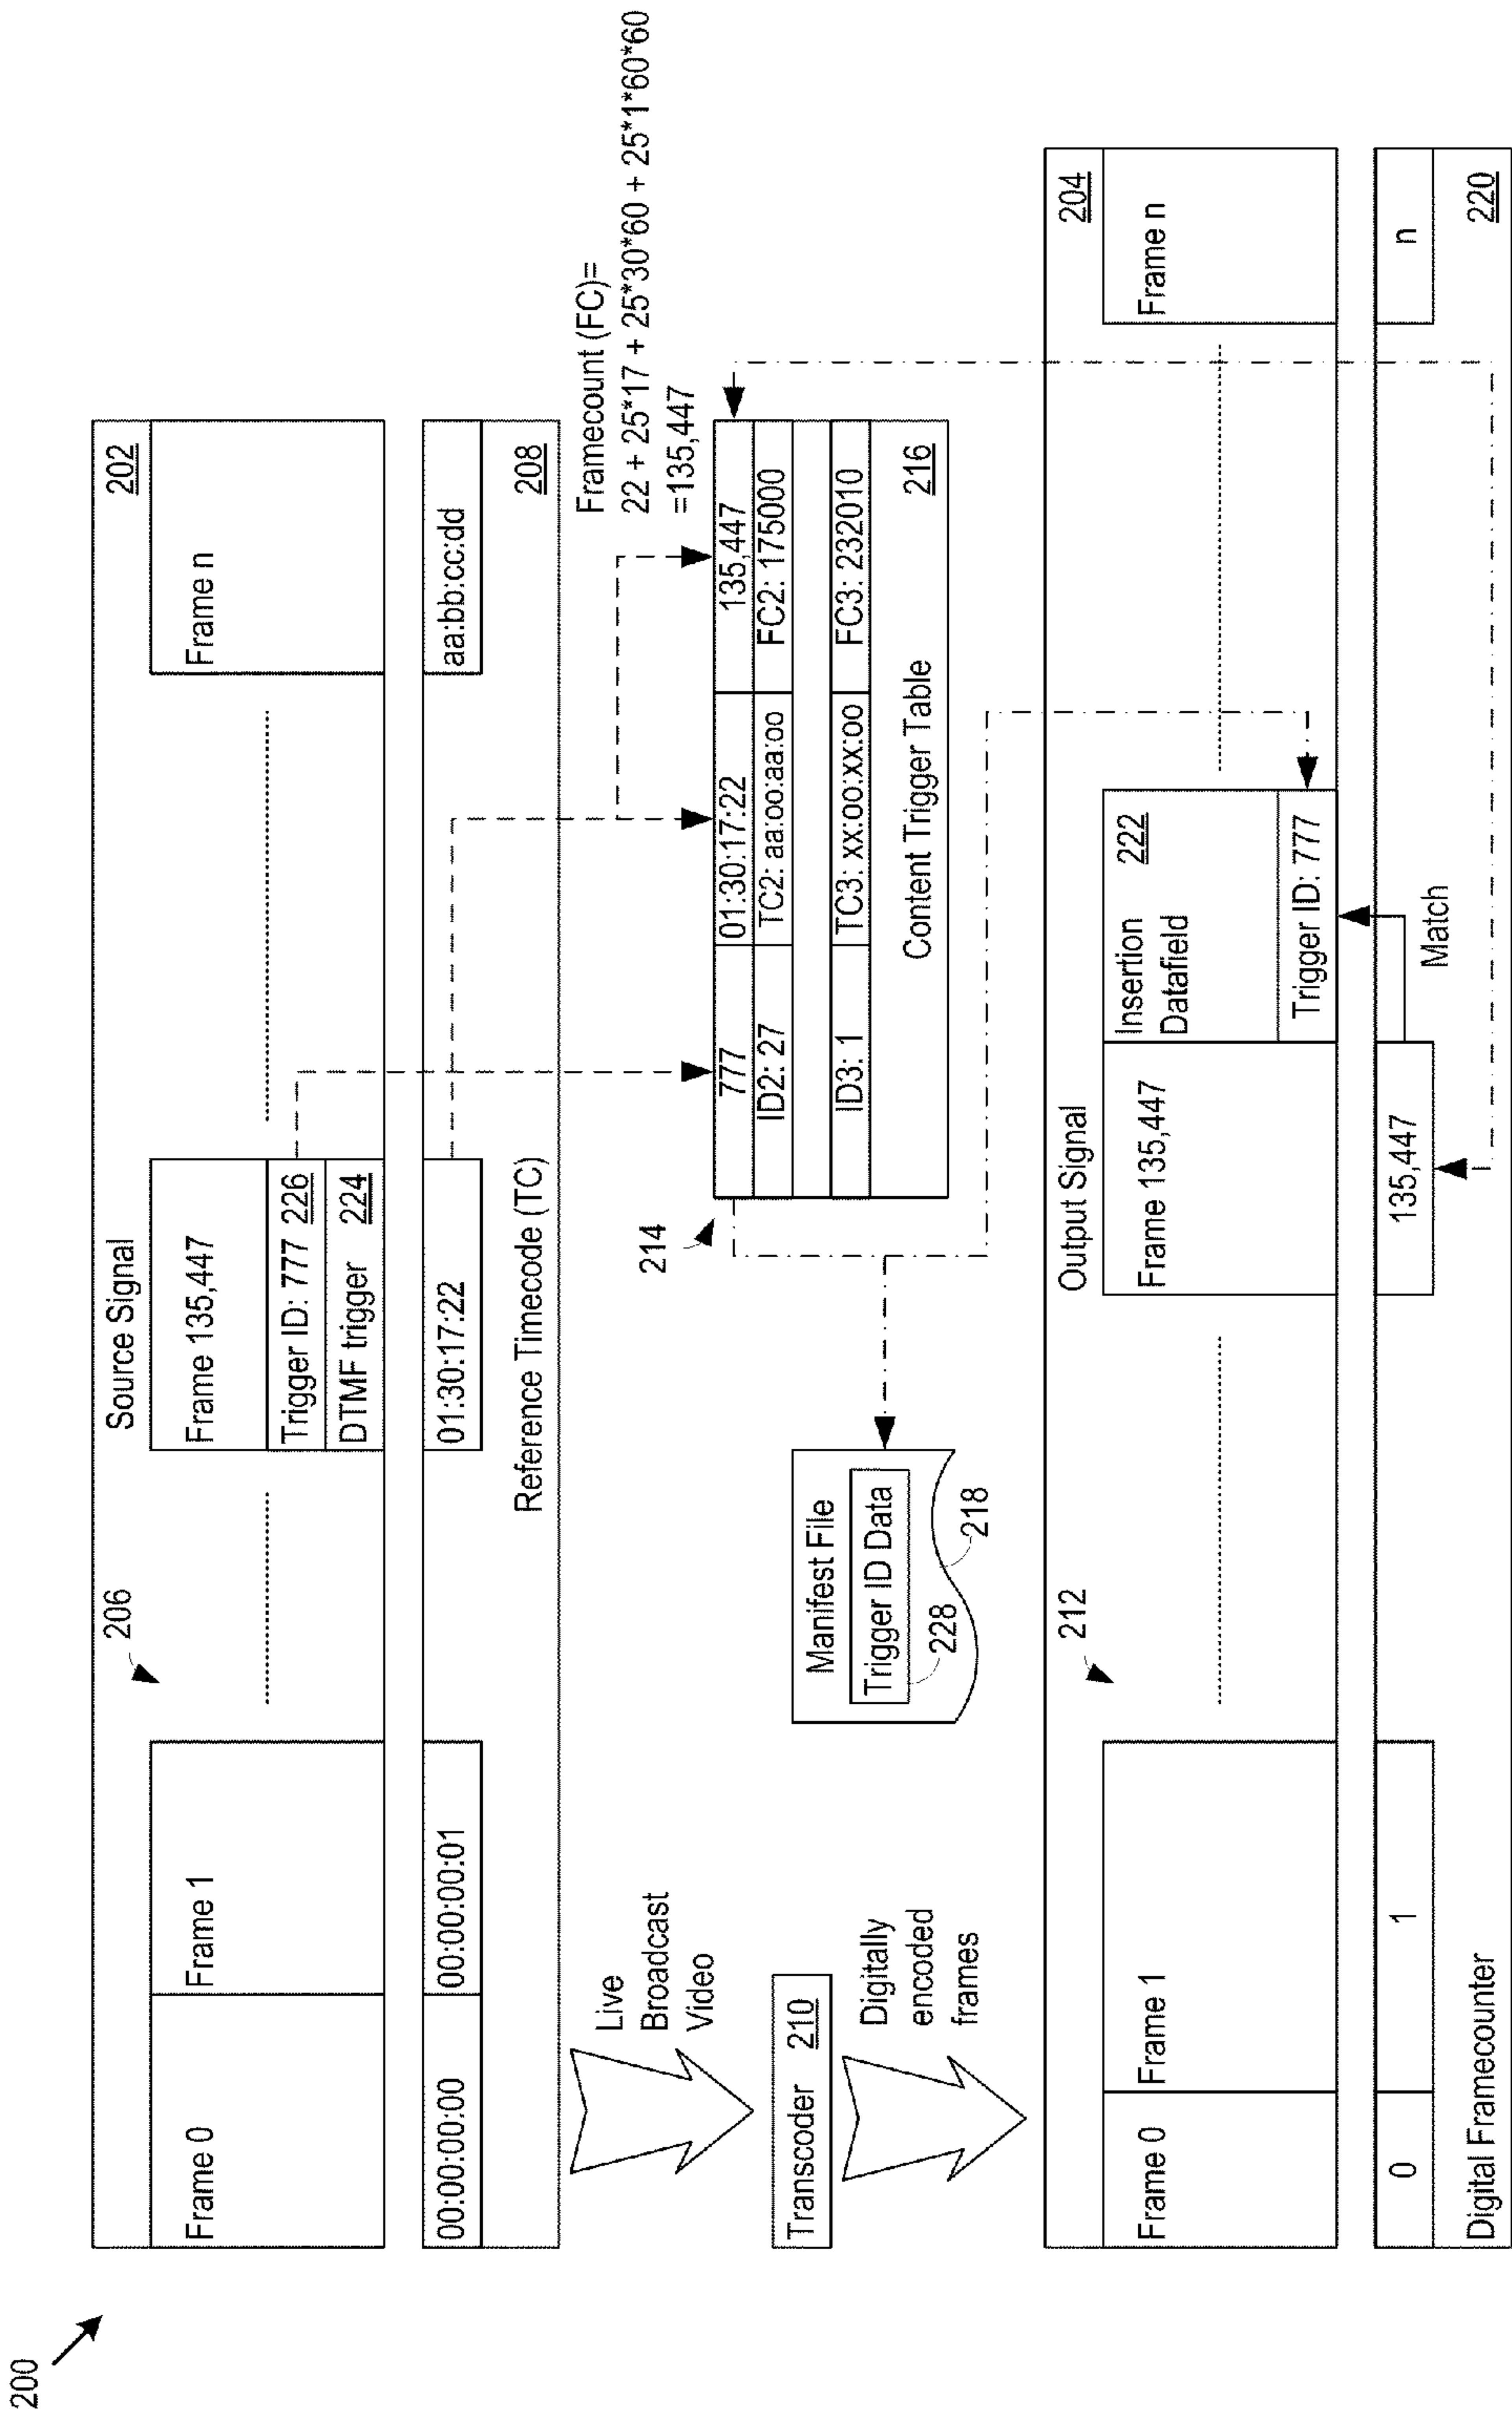 200
Source Signal
202
206
Frame 0
Frame 1
Frame 135,447
Frame n
Trigger ID: 777 226
DTMF trigger 224
00:00:00:00
00:00:00:01
01:30:17:22
aa:bb:cc:dd
Reference Timecode (TC)
208
Live
Broadcast
Video
Framecount (FC)=
22 + 25*17 + 25*30*60 + 25*1*60*60
=135,447
214
777
01:30:17:22
135,447
ID2: 27
TC2: aa:oo:aa:oo
FC2: 175000
ID3: 1
TC3: xx:oo:xx:oo
FC3: 232010
Content Trigger Table
216
Transcoder 210
Manifest File
Trigger ID Data
228
218
Digitally
encoded
frames
Output Signal
204
212
Frame 0
Frame 1
Frame 135,447
Insertion
Datafield
222
Trigger ID: 777
Frame n
0
1
135,447
Match
n
Digital Framecounter
220